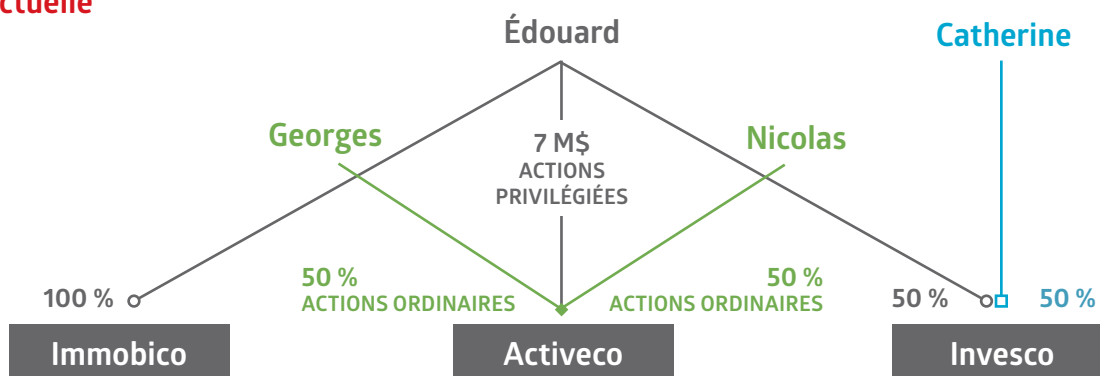 ctuelle
Édouard
Catherine
Georges
Nicolas
7 M$
ACTIONS
PRIVILÉGIÉES
100 %
50 %
ACTIONS ORDINAIRES
50 %
ACTIONS ORDINAIRES
50 %
50 %
Immobico
Activeco
Invesco